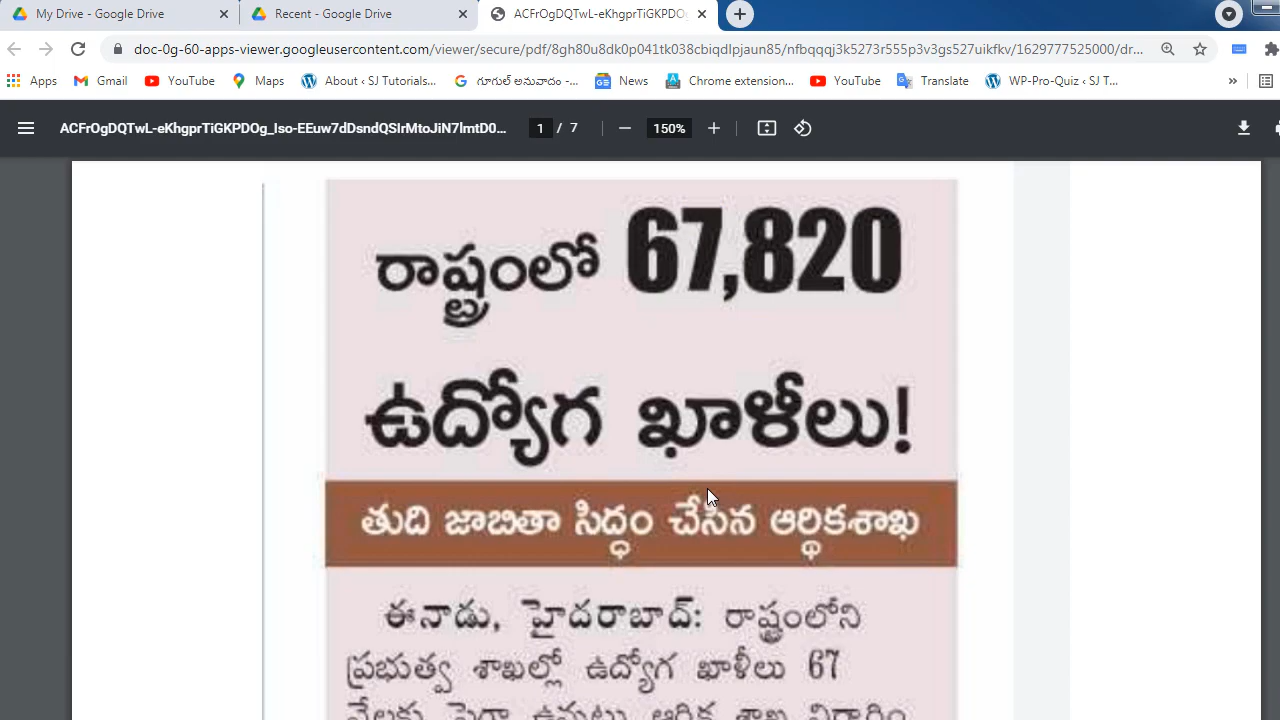 My Drive - Google Drive
Recent - Google Drive
ACFrOgDQTwL-eKhgprTiGKPDO
doc-0g-60-apps-viewer.googleusercontent.com/viewer/secure/pdf/8gh80u8dk0p041tk038cbiqulpjaun85/nfbqqqj3k5273r555p3v3gs527uikfkv/1629777525000/dr...
Apps
Gmail
YouTube
Maps
About ‹ SJ Tutorials...
గూగుల్ అనువాదం -...
News
Chrome extension...
YouTube
Translate
WP-Pro-Quiz ‹ SJ T...
»
ACFrOgDQTwL-eKhgprTiGKPDOg_Iso-EEuw7dDsndQSIrMtoJiN7lmtD0...
1 / 7
150%
రాష్ట్రంలో 67,820
ఉద్యోగ ఖాళీలు!
తుది జాబితా సిద్ధం చేసిన ఆర్థికశాఖ
ఈనాడు, హైదరాబాద్: రాష్ట్రంలోని
ప్రభుత్వ శాఖల్లో ఉద్యోగ ఖాళీలు 67